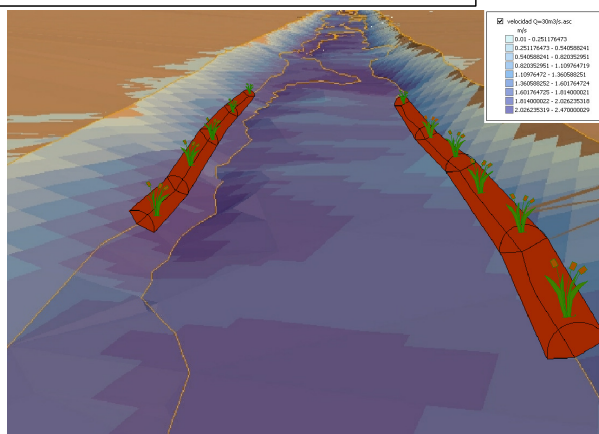 velocidad Q=30m3/s.asc
m/s
0.01 - 0.251176473
0.251176473 - 0.540588241
0.540588241 - 0.820352951
0.820352951 - 1.109764719
1.10976472 - 1.360588251
1.360588252 - 1.601764724
1.601764725 - 1.814000021
1.814000022 - 2.026235318
2.026235319 - 2.470000029